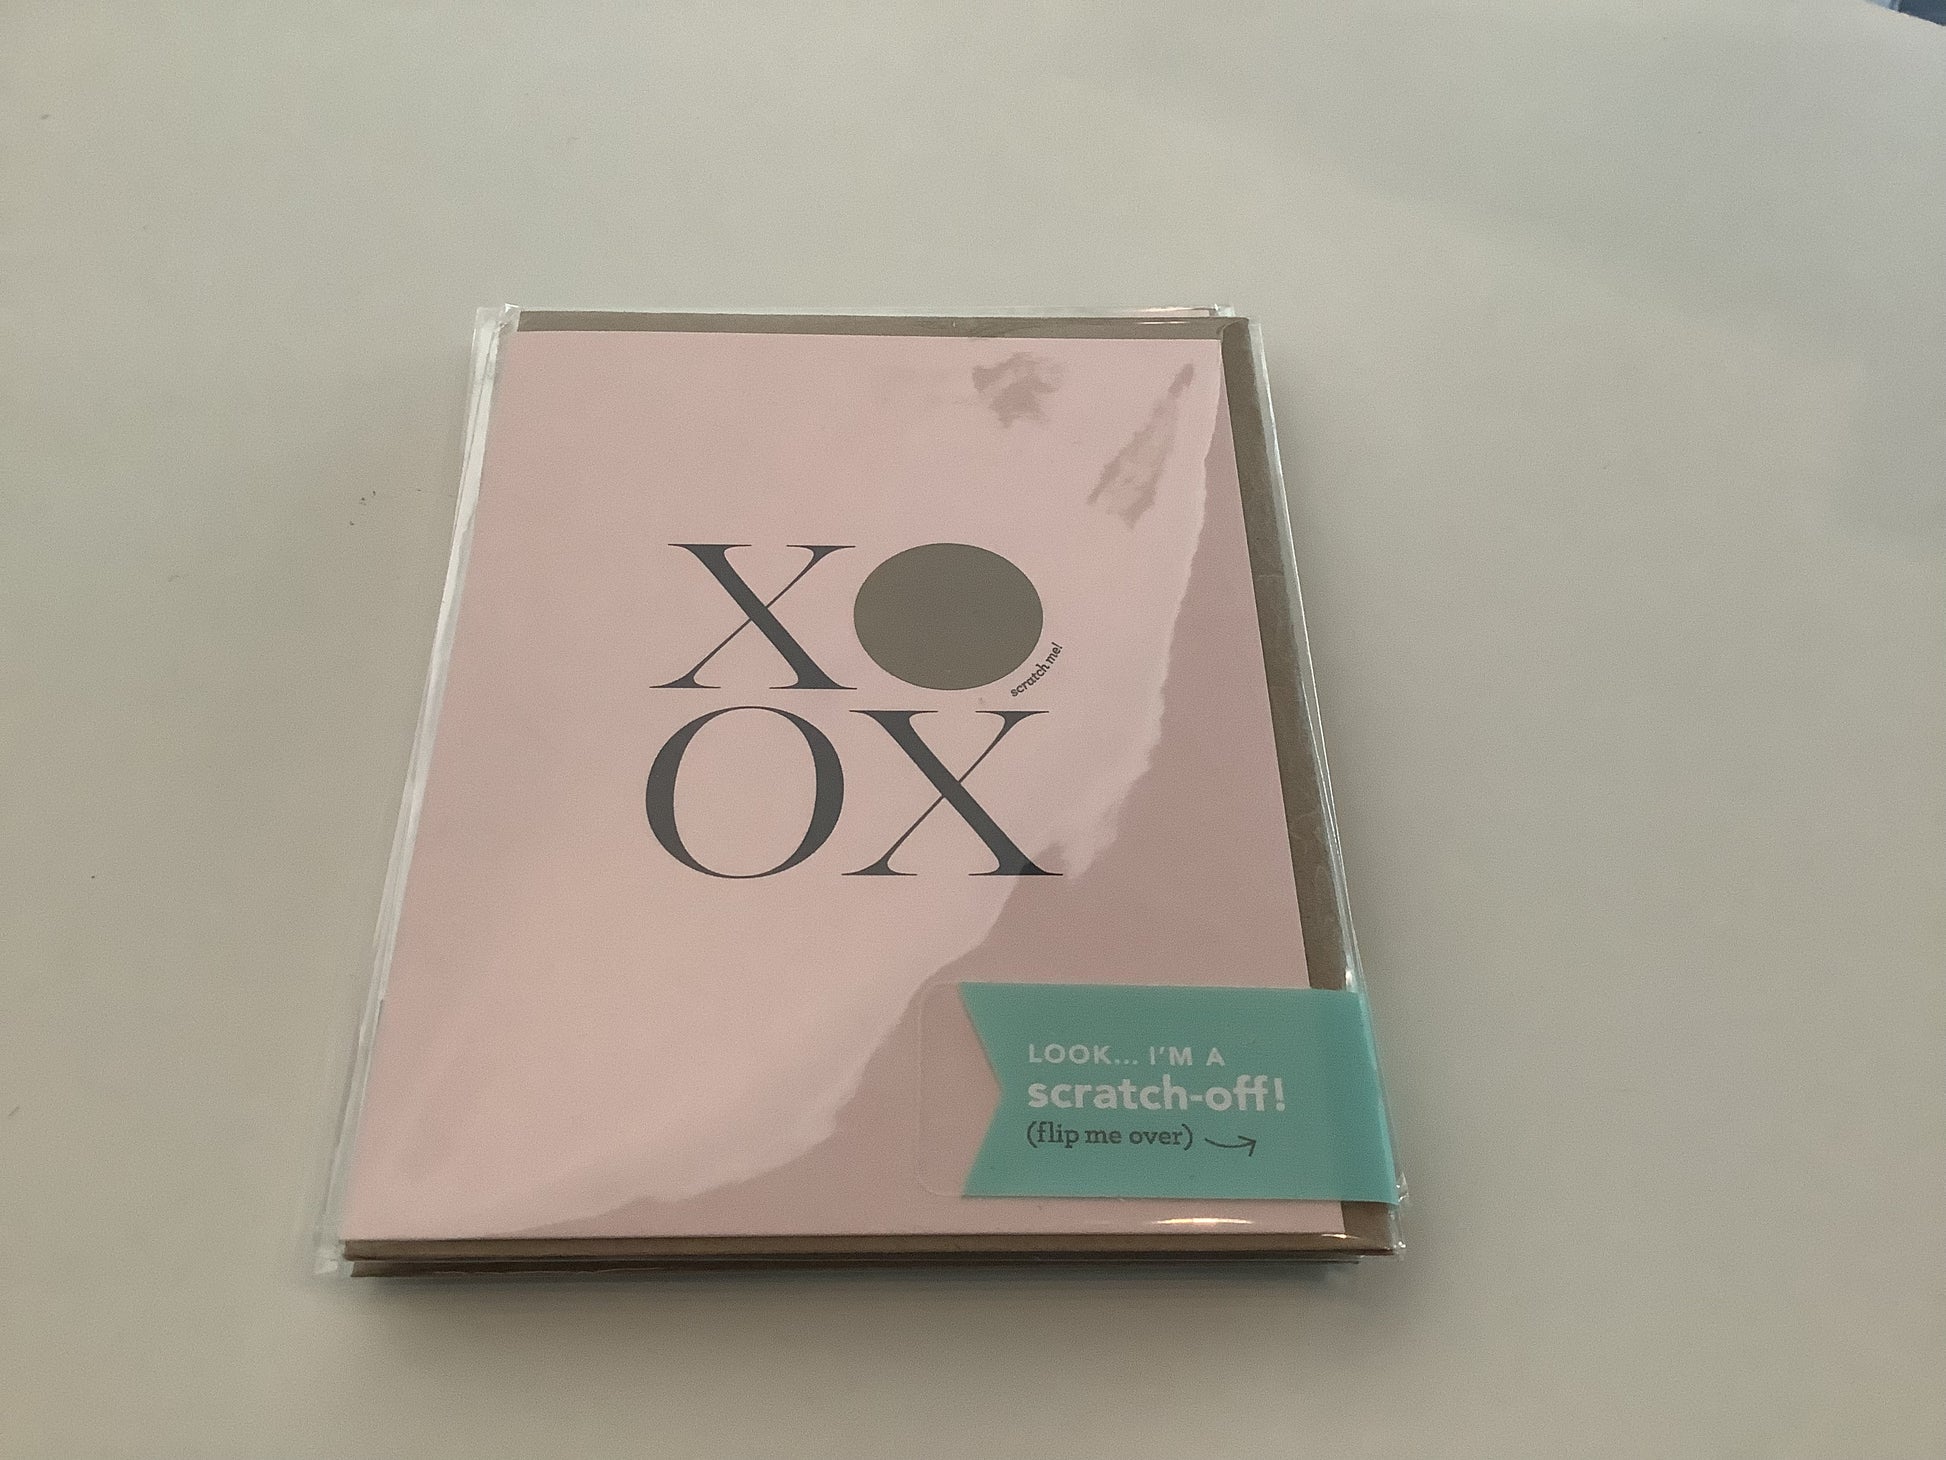 XO
scratch me!
OX
LOOK... I'M A
scratch-off!
(flip me over)